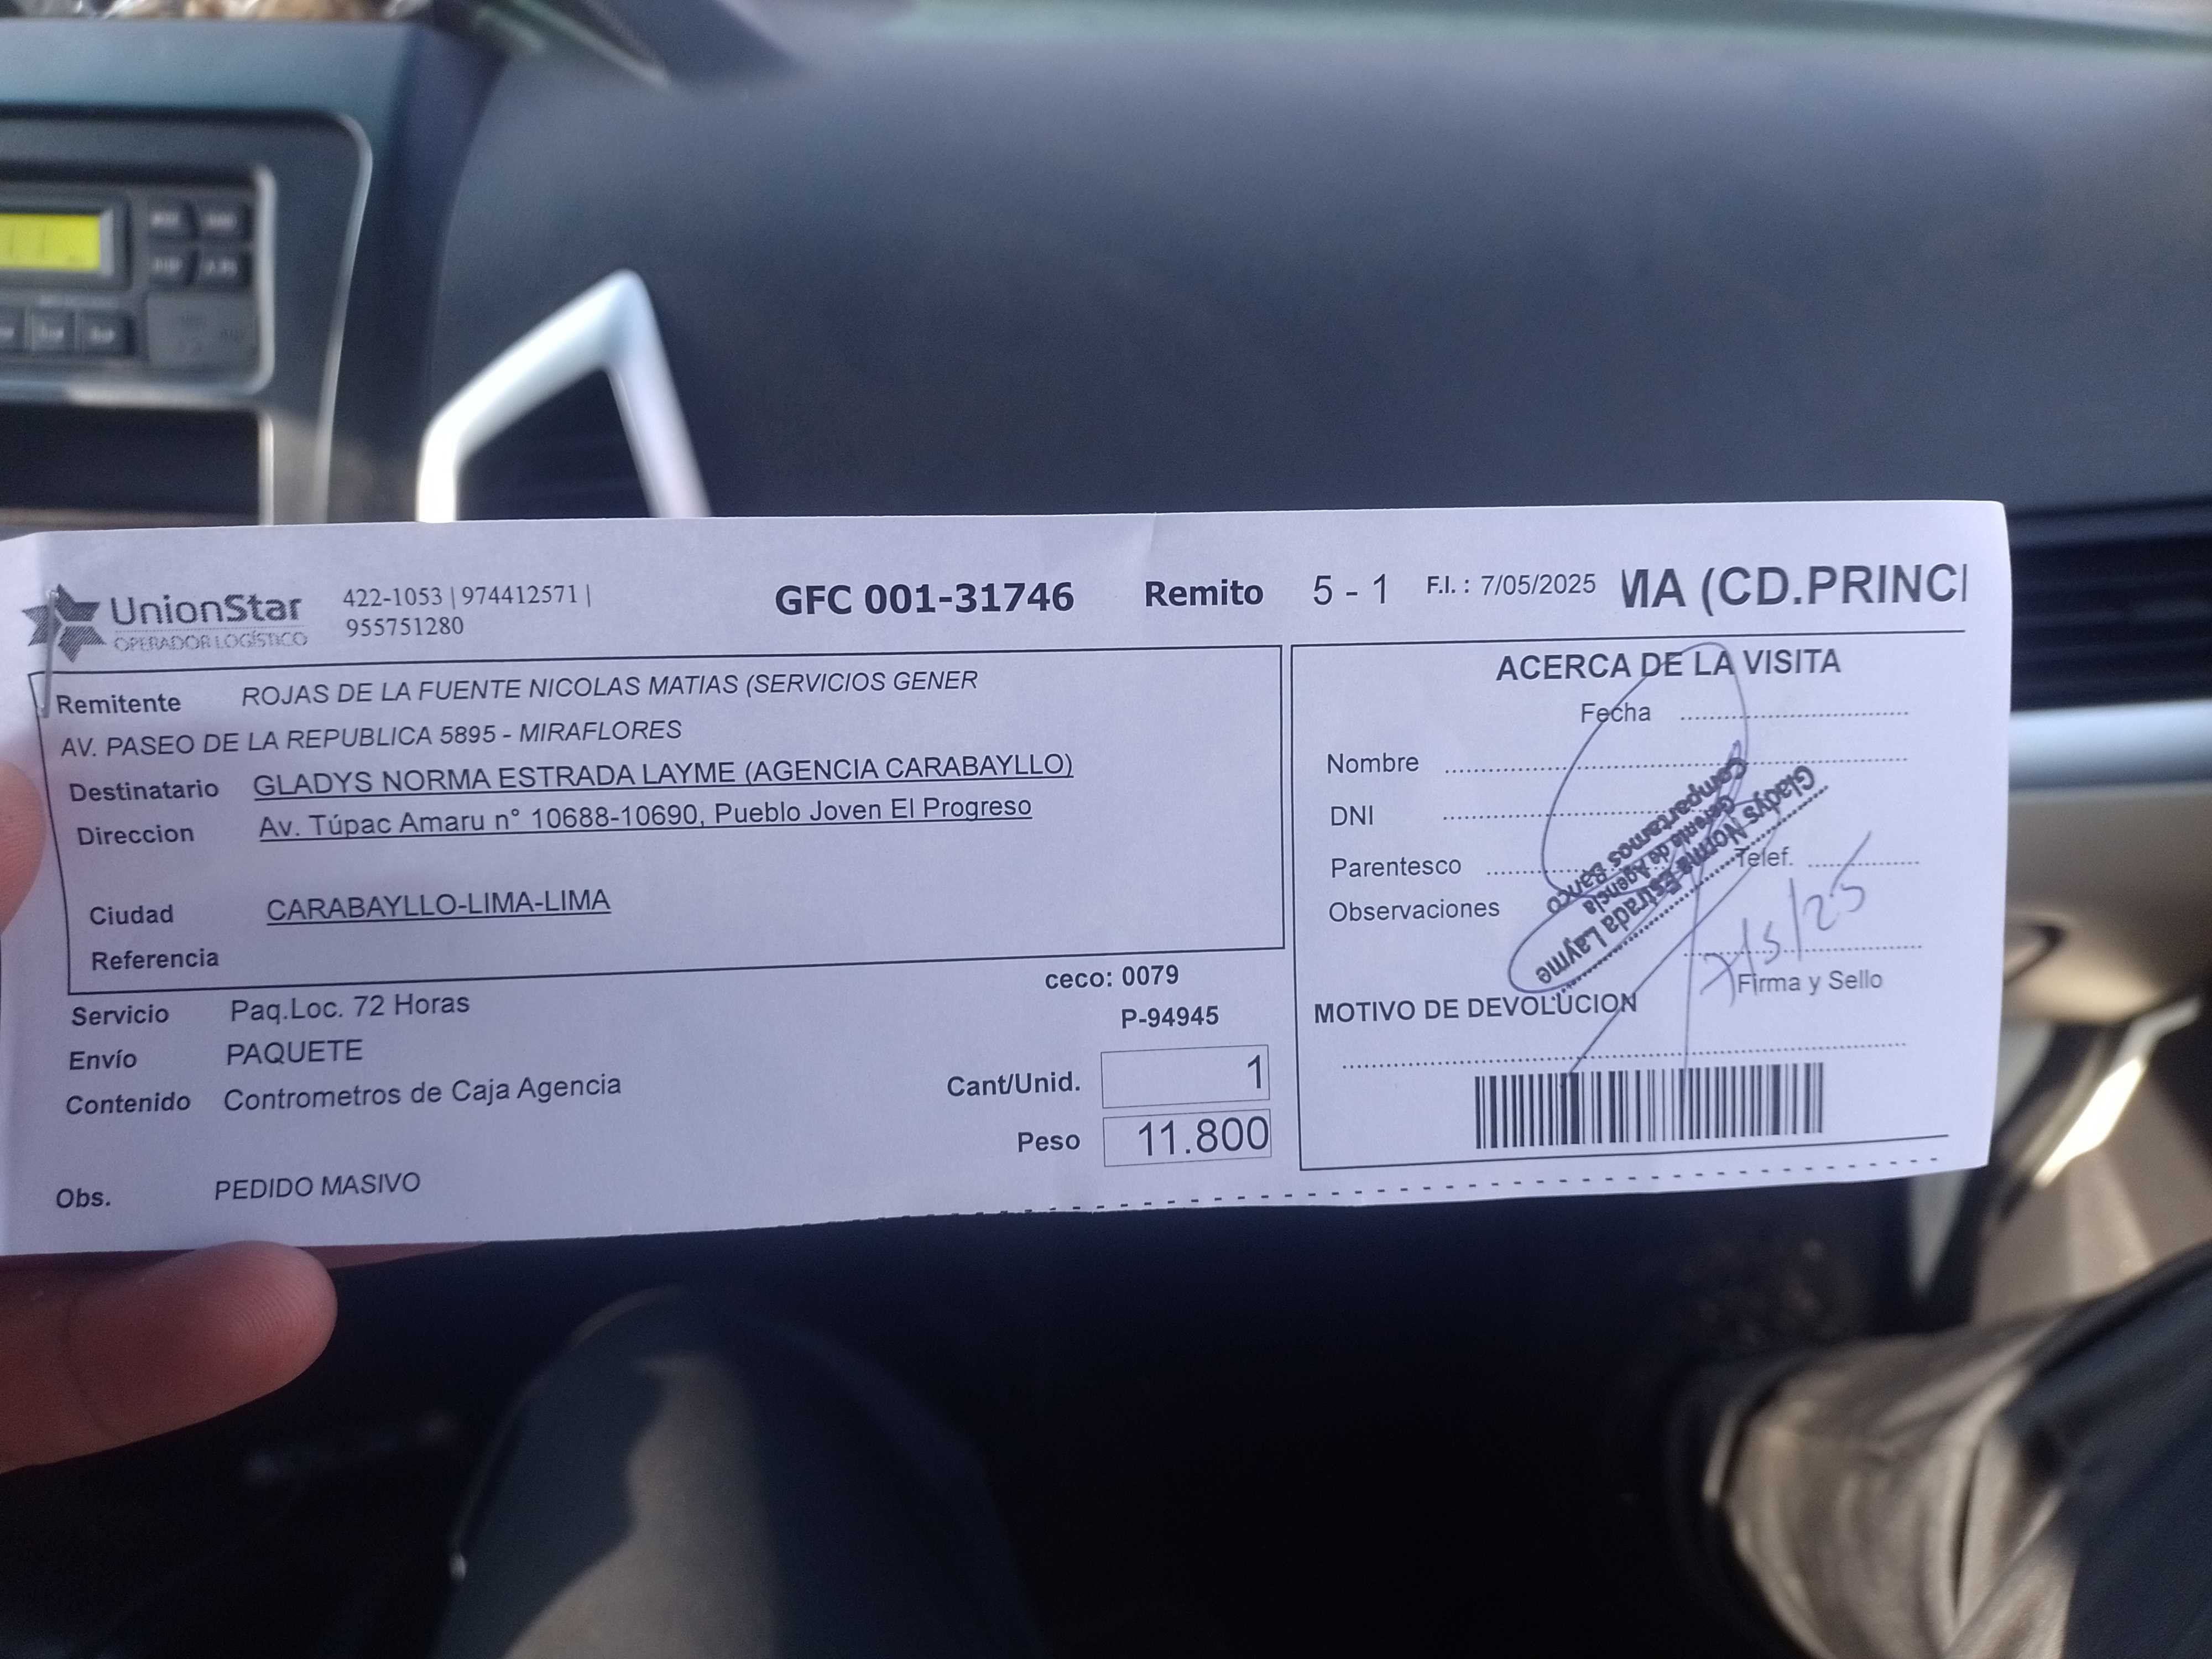 UnionStar
OPERADOR LOGÍSTICO
422-1053 | 974412571 |
955751280
GFC 001-31746
Remito 5 - 1
F.I. : 7/05/2025
MA (CD.PRINCI
Remitente ROJAS DE LA FUENTE NICOLAS MATIAS (SERVICIOS GENER
AV. PASEO DE LA REPUBLICA 5895 - MIRAFLORES
Destinatario GLADYS NORMA ESTRADA LAYME (AGENCIA CARABAYLLO)
Direccion Av. Túpac Amaru n° 10688-10690, Pueblo Joven El Progreso
Ciudad CARABAYLLO-LIMA-LIMA
Referencia
Servicio Paq.Loc. 72 Horas
Envío PAQUETE
Contenido Contrometros de Caja Agencia
Obs. PEDIDO MASIVO
ceco: 0079
P-94945
Cant/Unid. 1
Peso 11.800
ACERCA DE LA VISITA
Fecha
Nombre
DNI
Parentesco
Telef.
Observaciones
Gladys Norma Estrada Layme
Gerente de Agencia
Compartamos Banco
7/5/25
Firma y Sello
MOTIVO DE DEVOLUCION